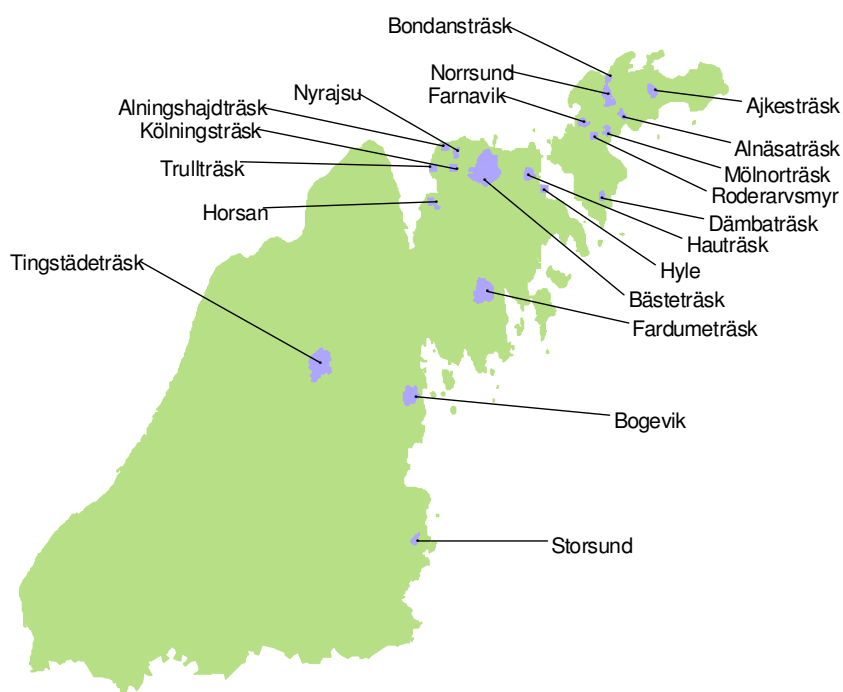 Bondansträsk
Norrsund
Nyrajsu
Farnavik
Ajkesträsk
Alningshajdträsk
Kölningsträsk
Alnäsaträsk
Trullträsk
Mölnorträsk
Roderarvsmyr
Horsan
Dämbaträsk
Hauträsk
Tingstädeträsk
Hyle
Bästeträsk
Fardumeträsk
Bogevik
Storsund